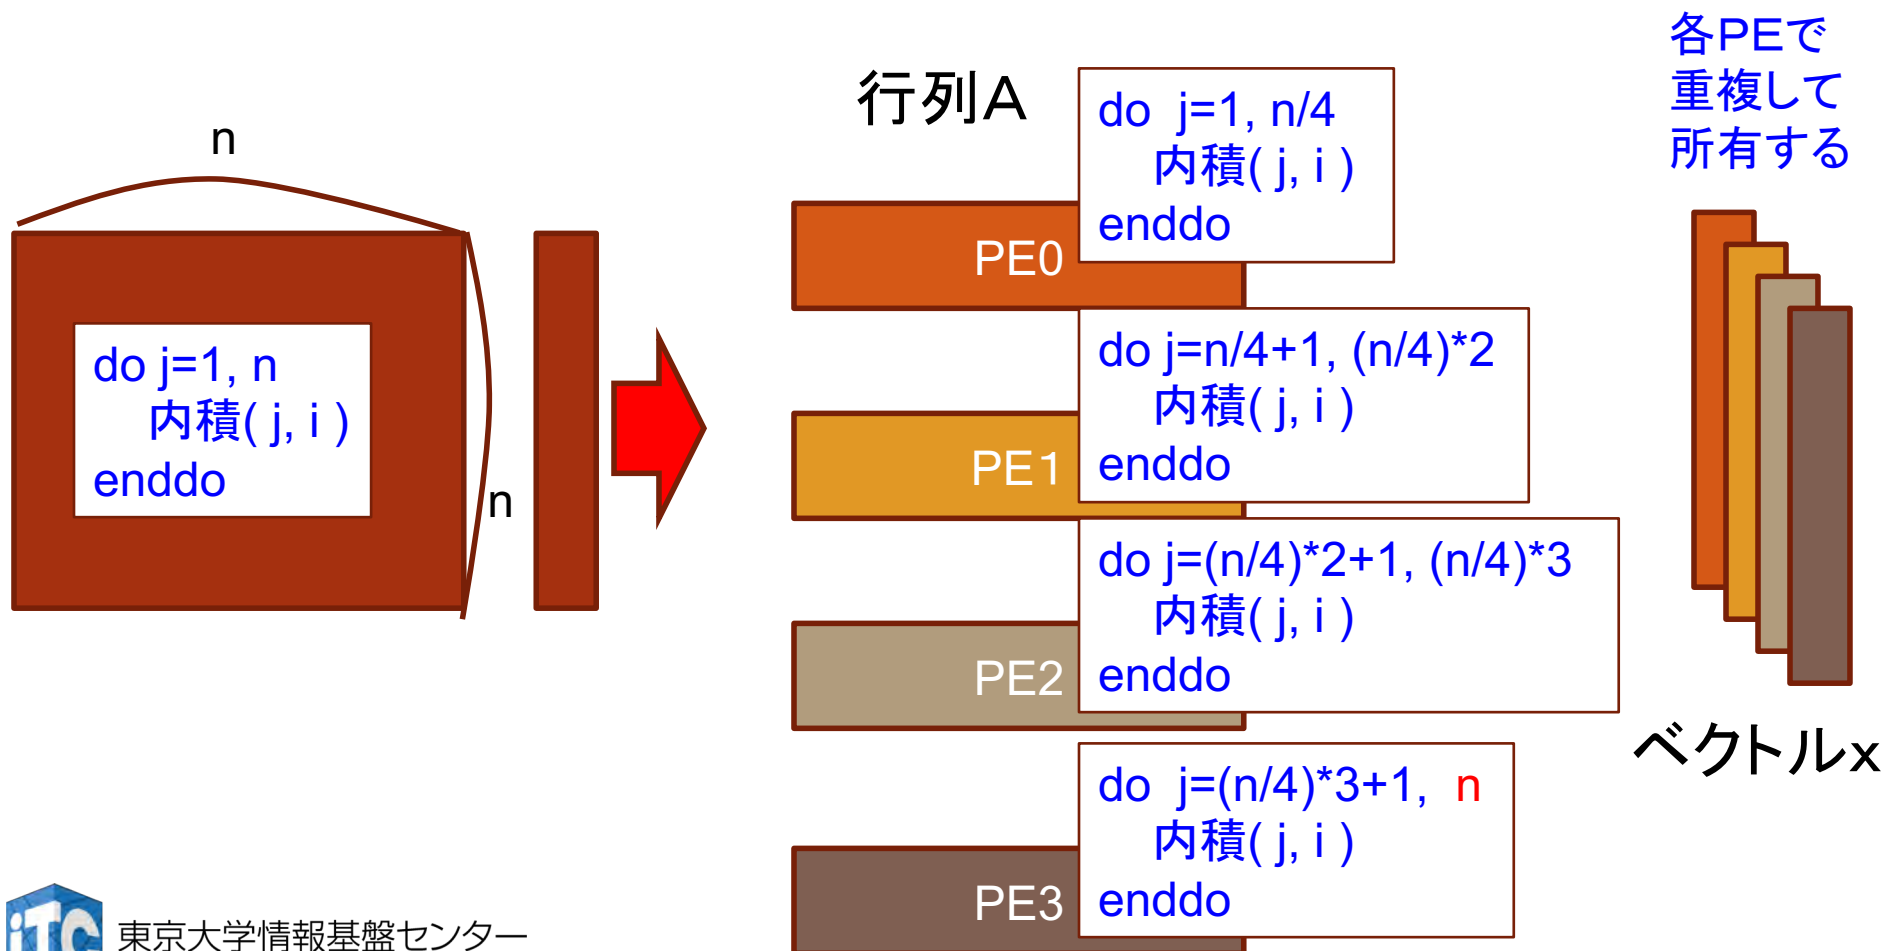 n
do j=1, n
内積( j, i )
enddo
n
行列A
do j=1, n/4
内積( j, i )
enddo
PE0
do j=n/4+1, (n/4)*2
内積( j, i )
enddo
PE1
do j=(n/4)*2+1, (n/4)*3
内積( j, i )
enddo
PE2
do j=(n/4)*3+1, n
内積( j, i )
enddo
PE3
各PEで
重複して
所有する
ベクトルx
iTC
東京大学情報基盤センター